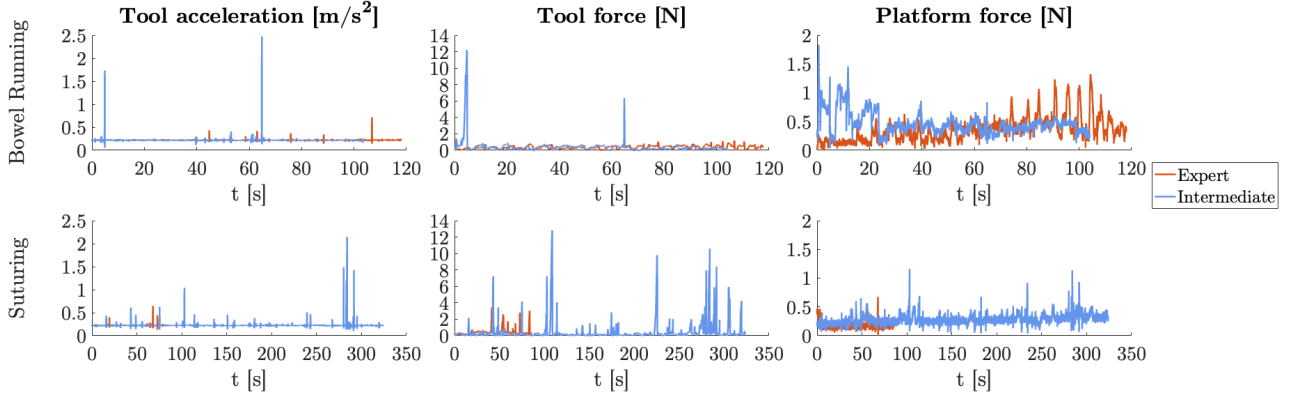 Tool acceleration [m/s²]
Tool force [N]
Platform force [N]
Bowel Running
2.5
2
1.5
1
0.5
0
0 20 40 60 80 100 120
t [s]
14
12
10
8
6
4
2
0
0 20 40 60 80 100 120
t [s]
2
1.5
1
0.5
0
0 20 40 60 80 100 120
t [s]
Expert
Intermediate
Suturing
2.5
2
1.5
1
0.5
0
0 50 100 150 200 250 300 350
t [s]
14
12
10
8
6
4
2
0
0 50 100 150 200 250 300 350
t [s]
2
1.5
1
0.5
0
0 50 100 150 200 250 300 350
t [s]